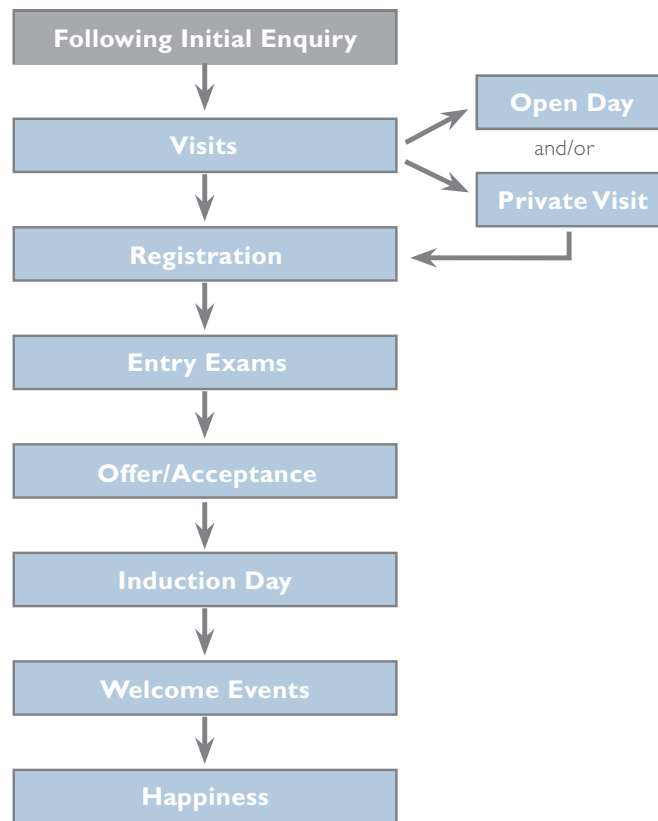 Following Initial Enquiry
Visits
Open Day
and/or
Private Visit
Registration
Entry Exams
Offer/Acceptance
Induction Day
Welcome Events
Happiness